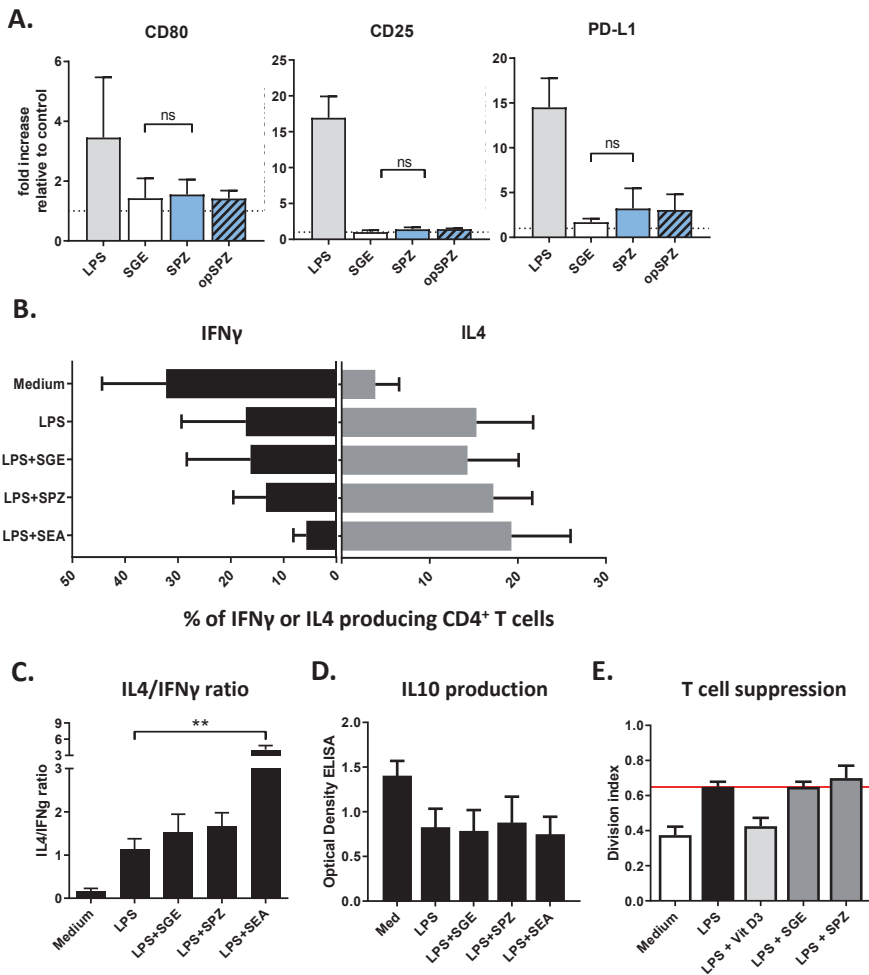 A.
CD80
CD25
PD-L1
fold increase
relative to control
6
4
2
0
ns
LPS
SGE
SPZ
opSPZ
25
20
15
10
5
0
ns
LPS
SGE
SPZ
opSPZ
20
15
10
5
0
ns
LPS
SGE
SPZ
opSPZ
B.
IFNγ
IL4
Medium
LPS
LPS+SGE
LPS+SPZ
LPS+SEA
50
40
30
20
10
0
10
20
30
% of IFNγ or IL4 producing CD4⁺ T cells
C.
IL4/IFNγ ratio
IL4/IFNg ratio
9
6
3
3
2
1
0
**
Medium
LPS
LPS+SGE
LPS+SPZ
LPS+SEA
D.
IL10 production
Optical Density ELISA
2.0
1.5
1.0
0.5
0.0
Med
LPS
LPS+SGE
LPS+SPZ
LPS+SEA
E.
T cell suppression
Division index
1.0
0.8
0.6
0.4
0.2
0.0
Medium
LPS
LPS + Vit D3
LPS + SGE
LPS + SPZ